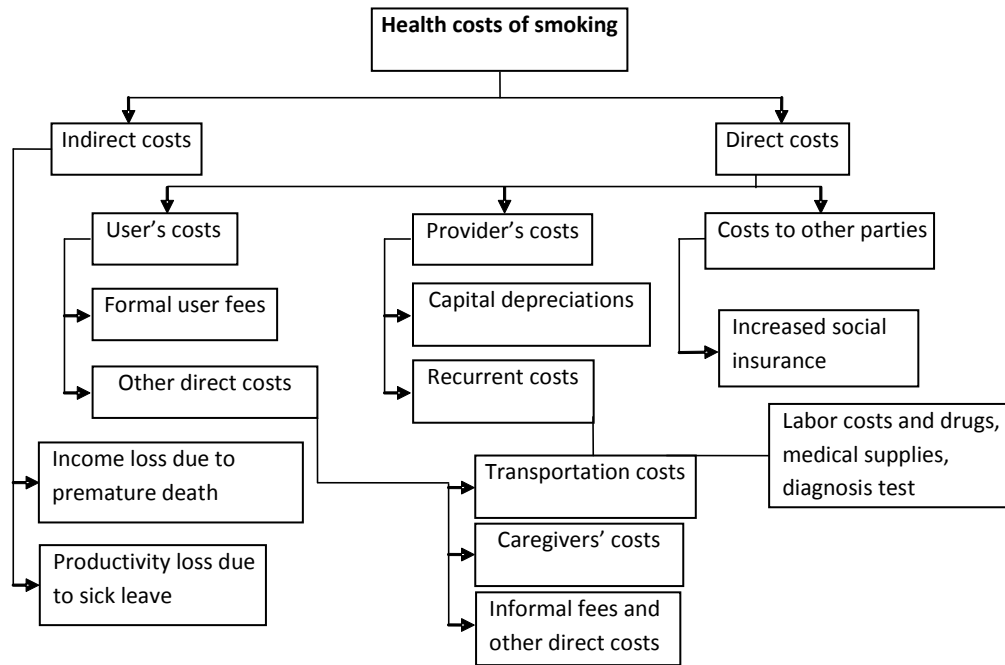 Health costs of smoking
Indirect costs
Direct costs
User’s costs
Provider’s costs
Costs to other parties
Formal user fees
Capital depreciations
Increased social
insurance
Other direct costs
Recurrent costs
Labor costs and drugs,
medical supplies,
diagnosis test
Income loss due to
premature death
Transportation costs
Caregivers’ costs
Productivity loss due
to sick leave
Informal fees and
other direct costs